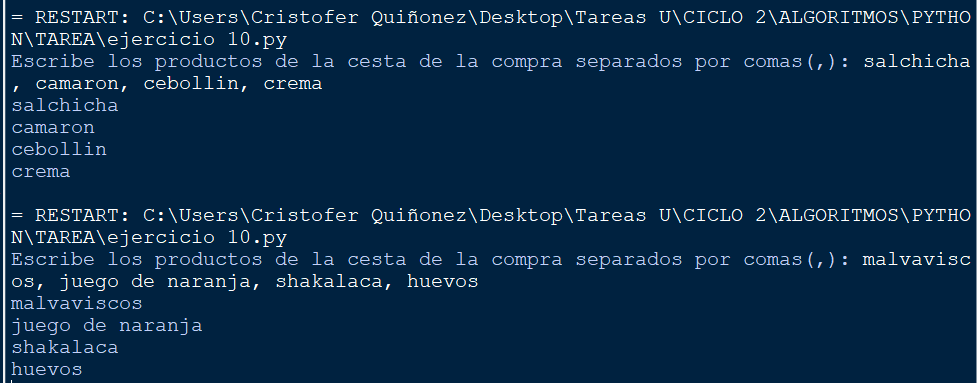 = RESTART: C:\Users\Cristofer Quiñonez\Desktop\Tareas U\CICLO 2\ALGORITMOS\PYTHO
N\TAREA\ejercicio 10.py
Escribe los productos de la cesta de la compra separados por comas(,): salchicha
, camaron, cebollin, crema
salchicha
camaron
cebollin
crema
= RESTART: C:\Users\Cristofer Quiñonez\Desktop\Tareas U\CICLO 2\ALGORITMOS\PYTHO
N\TAREA\ejercicio 10.py
Escribe los productos de la cesta de la compra separados por comas(,): malvavisc
os, juego de naranja, shakalaca, huevos
malvaviscos
juego de naranja
shakalaca
huevos